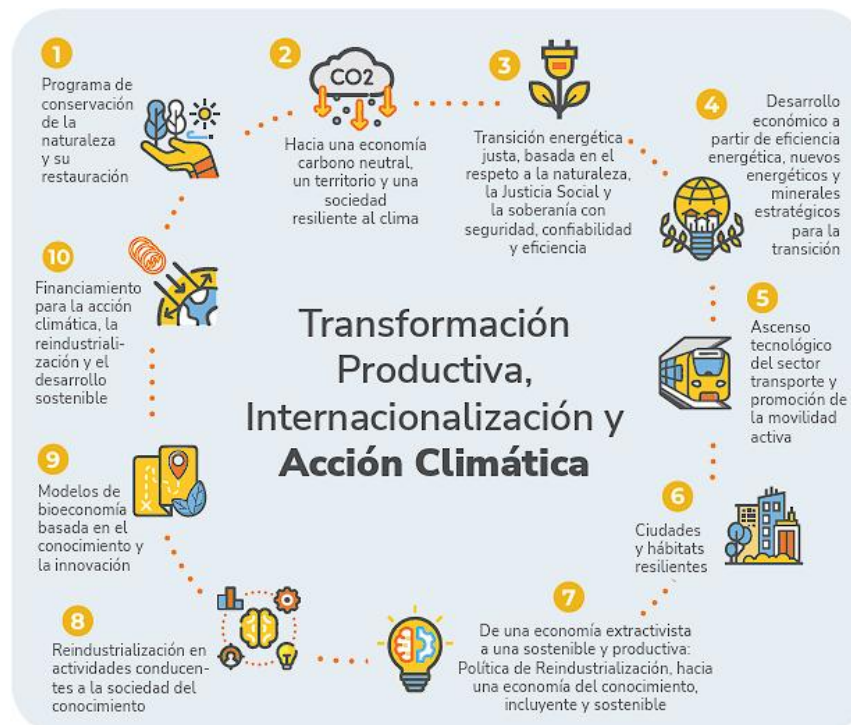 1
Programa de
conservación
de la
naturaleza
y su
restauración
2
CO2
Hacia una economía
carbono neutral,
un territorio y una
sociedad
resiliente al clima
3
Transición energética
justa, basada en el
respeto a la naturaleza,
la Justicia Social y
la soberanía con
seguridad, confiabilidad
y eficiencia
4
Desarrollo
económico a
partir de eficiencia
energética, nuevos
energéticos y
minerales
estratégicos
para la
transición
5
Ascenso
tecnológico
del sector
transporte y
promoción de
la movilidad
activa
6
Ciudades
y hábitats
resilientes
7
De una economía extractivista
a una sostenible y productiva:
Política de Reindustrialización, hacia
una economía del conocimiento,
incluyente y sostenible
8
Reindustrialización en
actividades conducen-
tes a la sociedad del
conocimiento
9
Modelos de
bioeconomía
basada en el
conocimiento y
la innovación
10
Financiamiento
para la acción
climática, la
reindustriali-
zación y el
desarrollo
sostenible
Transformación
Productiva,
Internacionalización y
Acción Climática